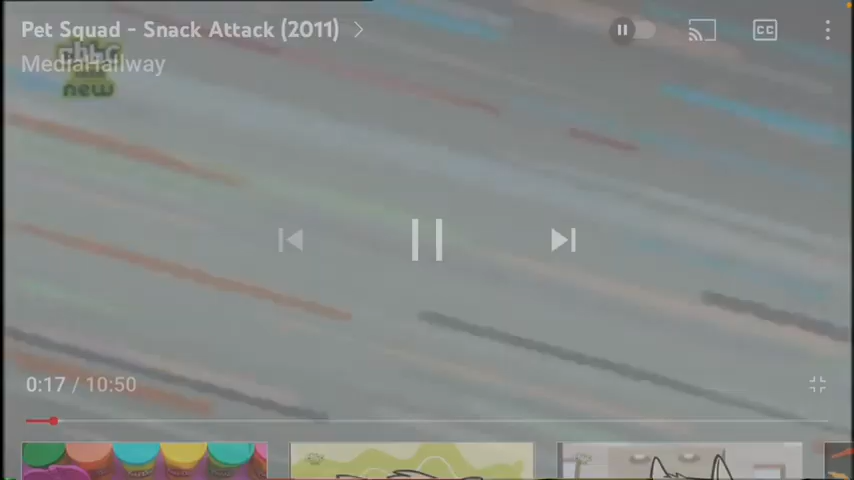 Pet Squad - Snack Attack (2011)
MediaHallway
cbbc
new
CC
0:17 / 10:50